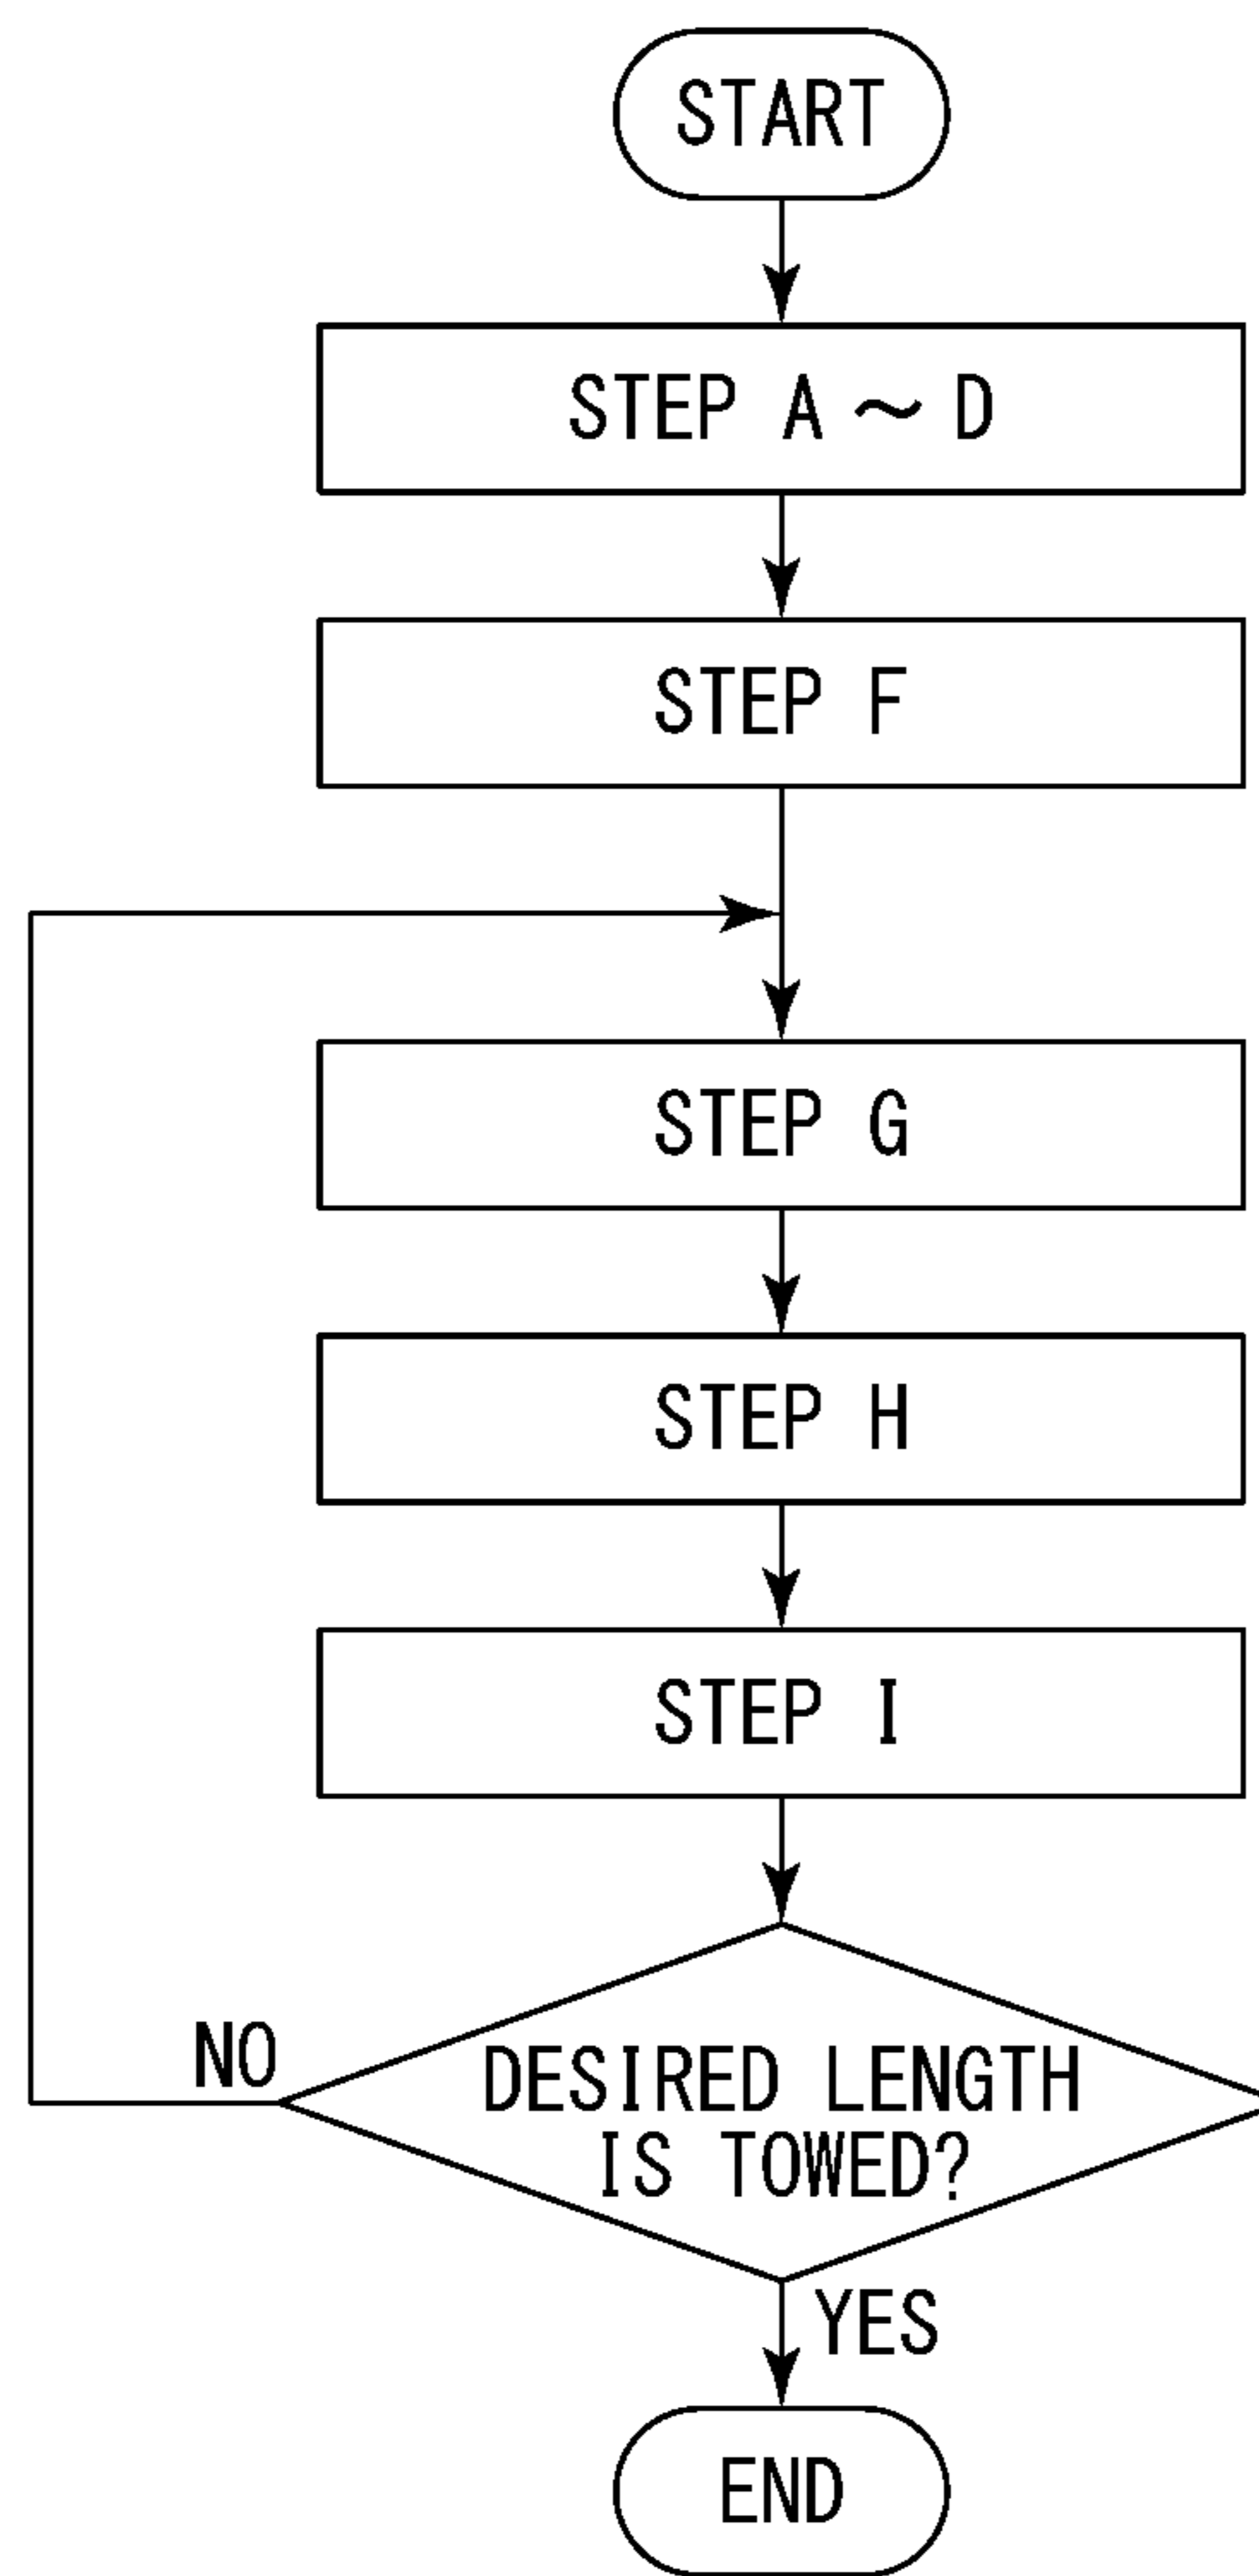 START
STEP A ~ D
STEP F
STEP G
STEP H
STEP I
NO
DESIRED LENGTH
IS TOWED?
YES
END